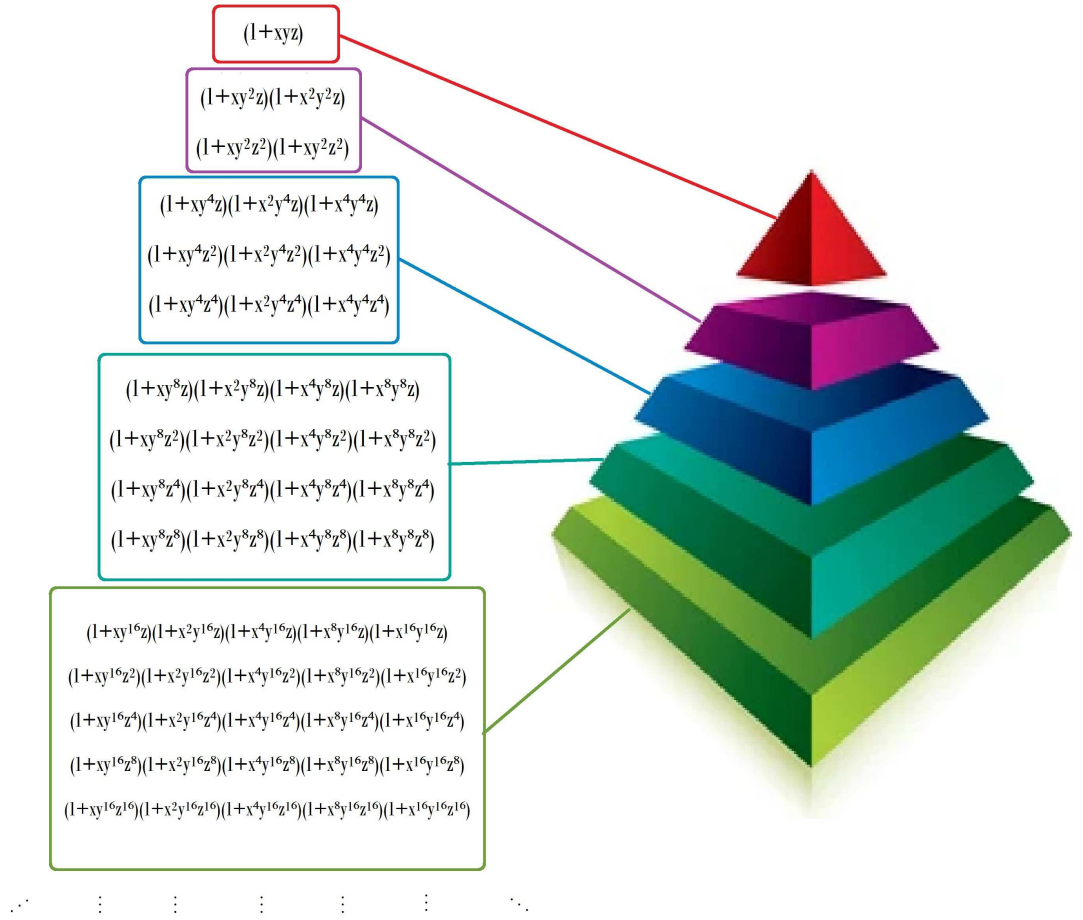 (1+xyz)
(1+xy²z)(1+x²y²z)
(1+xy²z²)(1+xy²z²)
(1+xy⁴z)(1+x²y⁴z)(1+x⁴y⁴z)
(1+xy⁴z²)(1+x²y⁴z²)(1+x⁴y⁴z²)
(1+xy⁴z⁴)(1+x²y⁴z⁴)(1+x⁴y⁴z⁴)
(1+xy⁸z)(1+x²y⁸z)(1+x⁴y⁸z)(1+x⁸y⁸z)
(1+xy⁸z²)(1+x²y⁸z²)(1+x⁴y⁸z²)(1+x⁸y⁸z²)
(1+xy⁸z⁴)(1+x²y⁸z⁴)(1+x⁴y⁸z⁴)(1+x⁸y⁸z⁴)
(1+xy⁸z⁸)(1+x²y⁸z⁸)(1+x⁴y⁸z⁸)(1+x⁸y⁸z⁸)
(1+xy¹⁶z)(1+x²y¹⁶z)(1+x⁴y¹⁶z)(1+x⁸y¹⁶z)(1+x¹⁶y¹⁶z)
(1+xy¹⁶z²)(1+x²y¹⁶z²)(1+x⁴y¹⁶z²)(1+x⁸y¹⁶z²)(1+x¹⁶y¹⁶z²)
(1+xy¹⁶z⁴)(1+x²y¹⁶z⁴)(1+x⁴y¹⁶z⁴)(1+x⁸y¹⁶z⁴)(1+x¹⁶y¹⁶z⁴)
(1+xy¹⁶z⁸)(1+x²y¹⁶z⁸)(1+x⁴y¹⁶z⁸)(1+x⁸y¹⁶z⁸)(1+x¹⁶y¹⁶z⁸)
(1+xy¹⁶z¹⁶)(1+x²y¹⁶z¹⁶)(1+x⁴y¹⁶z¹⁶)(1+x⁸y¹⁶z¹⁶)(1+x¹⁶y¹⁶z¹⁶)
⋰ ⋮ ⋮ ⋮ ⋮ ⋮ ⋱